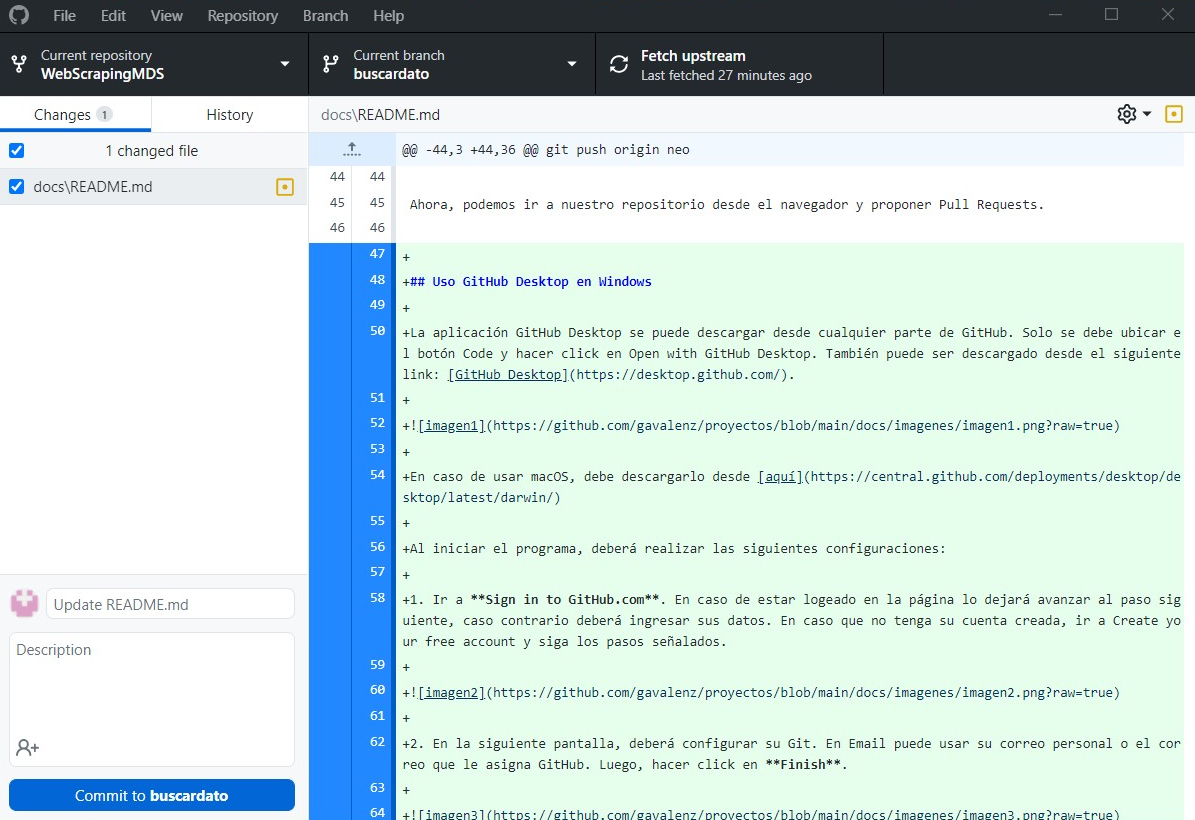 File Edit View Repository Branch Help
Current repository
WebScrapingMDS
Current branch
buscardato
Fetch upstream
Last fetched 27 minutes ago
Changes 1
History
1 changed file
docs\README.md
Update README.md
Description
Commit to buscardato
docs\README.md
@@ -44,3 +44,36 @@ git push origin neo
44 44
45 45 Ahora, podemos ir a nuestro repositorio desde el navegador y proponer Pull Requests.
46 46
47 +
48 +## Uso GitHub Desktop en Windows
49 +
50 +La aplicación GitHub Desktop se puede descargar desde cualquier parte de GitHub. Solo se debe ubicar e
l botón Code y hacer click en Open with GitHub Desktop. También puede ser descargado desde el siguiente
link: [GitHub Desktop](https://desktop.github.com/).
51 +
52 +![imagen1](https://github.com/gavalenz/proyectos/blob/main/docs/imagenes/imagen1.png?raw=true)
53 +
54 +En caso de usar macOS, debe descargarlo desde [aquí](https://central.github.com/deployments/desktop/de
sktop/latest/darwin/)
55 +
56 +Al iniciar el programa, deberá realizar las siguientes configuraciones:
57 +
58 +1. Ir a **Sign in to GitHub.com**. En caso de estar logeado en la página lo dejará avanzar al paso sig
uiente, caso contrario deberá ingresar sus datos. En caso que no tenga su cuenta creada, ir a Create yo
ur free account y siga los pasos señalados.
59 +
60 +![imagen2](https://github.com/gavalenz/proyectos/blob/main/docs/imagenes/imagen2.png?raw=true)
61 +
62 +2. En la siguiente pantalla, deberá configurar su Git. En Email puede usar su correo personal o el cor
reo que le asigna GitHub. Luego, hacer click en **Finish**.
63 +
64 +![imagen3](https://github.com/gavalenz/proyectos/blob/main/docs/imagenes/imagen3.png?raw=true)